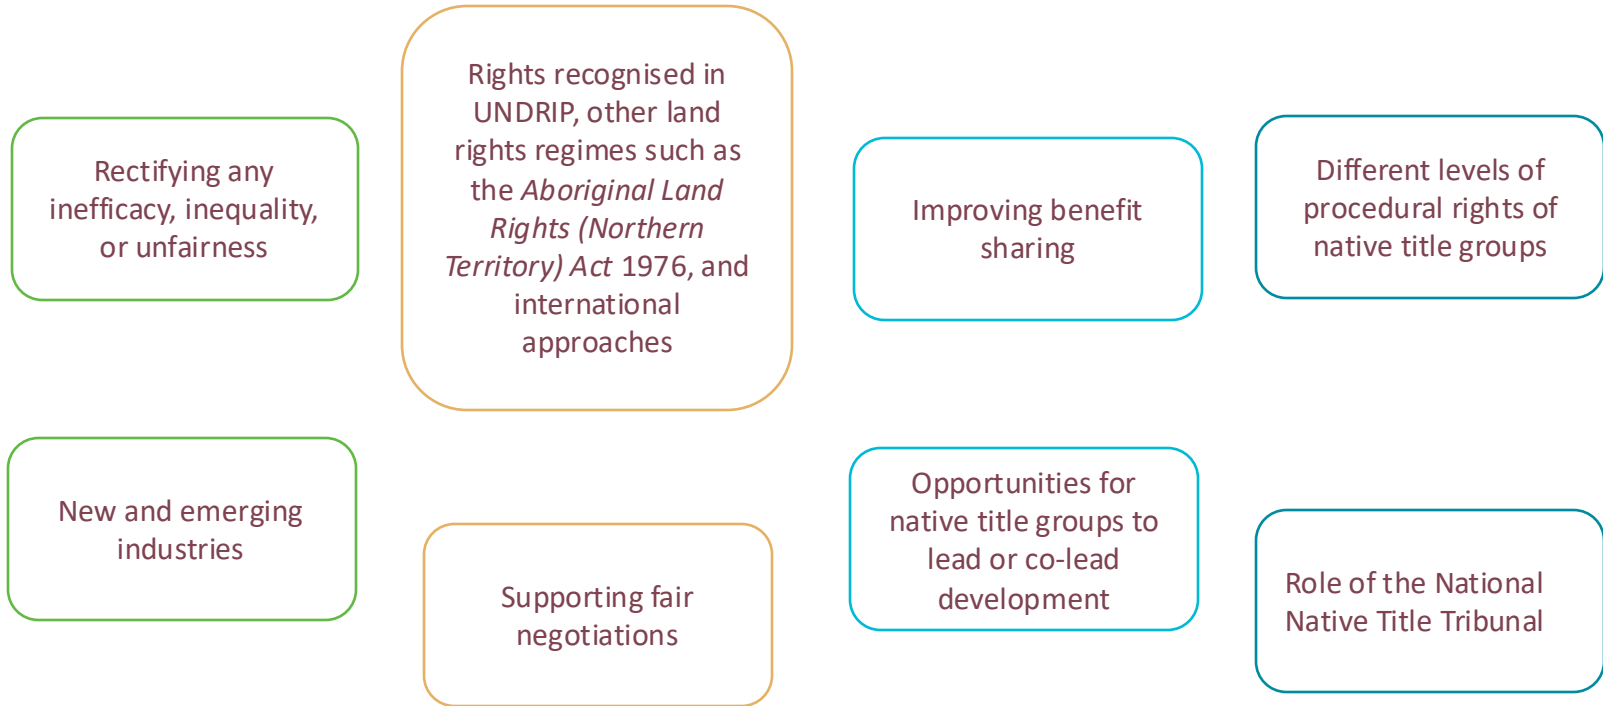 Rectifying any
inefficacy, inequality,
or unfairness
Rights recognised in
UNDRIP, other land
rights regimes such as
the Aboriginal Land
Rights (Northern
Territory) Act 1976, and
international
approaches
Improving benefit
sharing
Different levels of
procedural rights of
native title groups
New and emerging
industries
Supporting fair
negotiations
Opportunities for
native title groups to
lead or co-lead
development
Role of the National
Native Title Tribunal